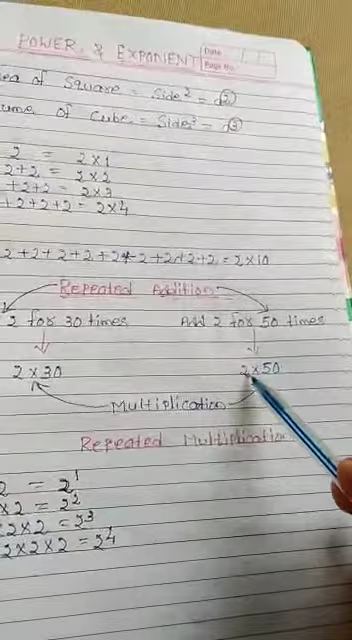 POWER & EXPONENT
Date
Page No.
ea of Square = Side² = ②
ume of Cube = Side³ = ③
2 = 2×1
2+2 = 2×2
+2+2 = 2×3
+2+2+2 = 2×4
2+2+2+2+2+2+2+2+2+2 = 2×10
Repeated Addition
2 for 30 times Add 2 for 50 times
2×30 2×50
Multiplication
Repeated Multiplication
2 = 2¹
×2 = 2²
×2×2 = 2³
2×2×2 = 2⁴